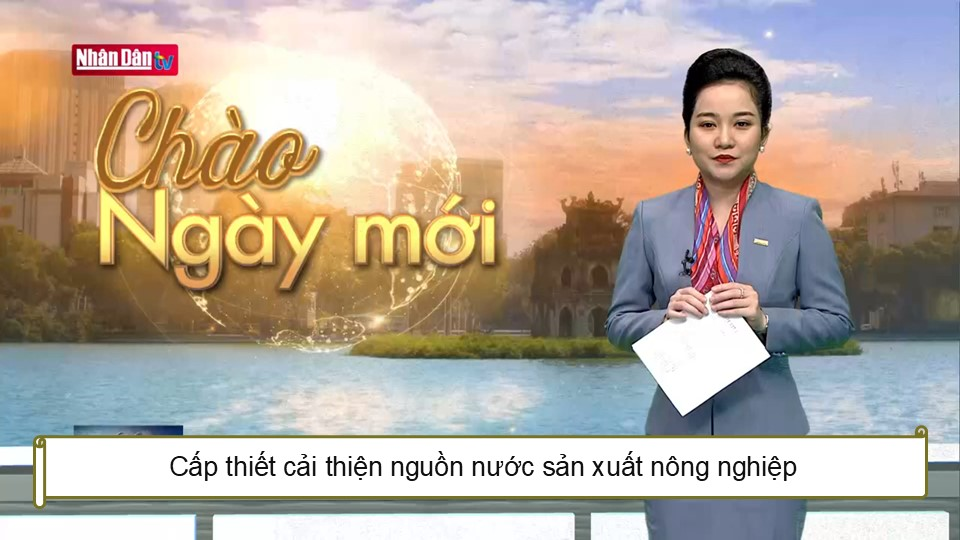 Nhân Dân tv
Chào
Ngày mới
Cấp thiết cải thiện nguồn nước sản xuất nông nghiệp